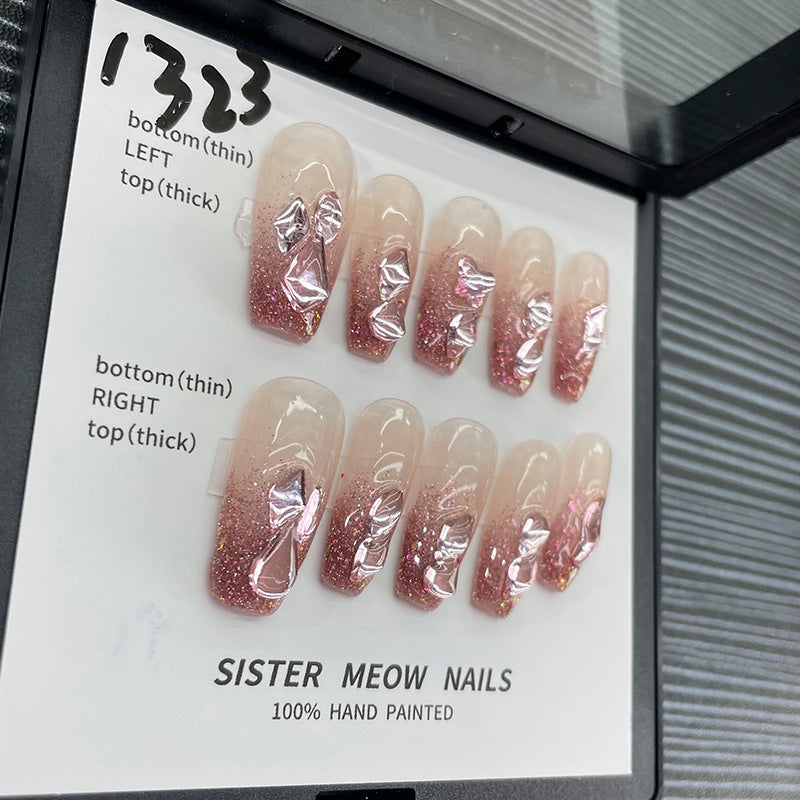 1323
bottom(thin)
LEFT
top(thick)
bottom(thin)
RIGHT
top(thick)
SISTER MEOW NAILS
100% HAND PAINTED